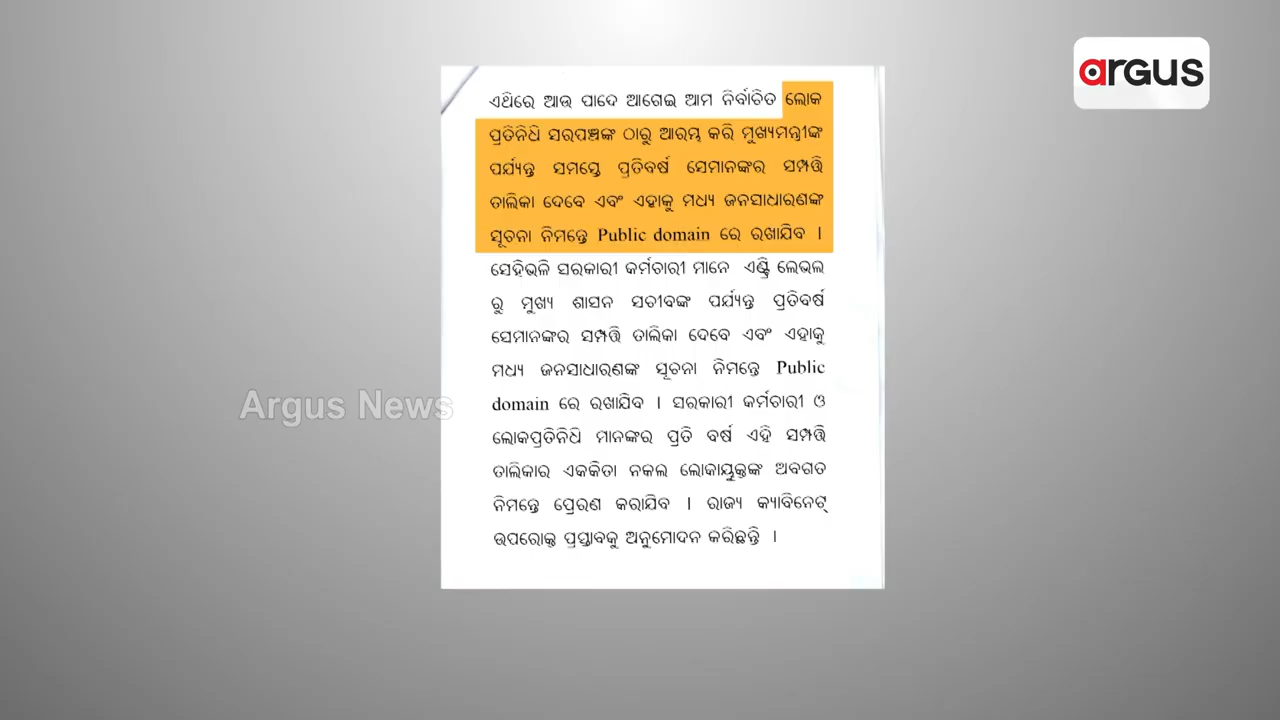 argus
ଏଥିରେ ଆଉ ପାଦେ ଆଗେଇ ଆମ ନିର୍ବାଚିତ ଲୋକ
ପ୍ରତିନିଧି ସରପଞ୍ଚଙ୍କ ଠାରୁ ଆରମ୍ଭ କରି ମୁଖ୍ୟମନ୍ତ୍ରୀଙ୍କ
ପର୍ଯ୍ୟନ୍ତ ସମସ୍ତେ ପ୍ରତିବର୍ଷ ସେମାନଙ୍କର ସମ୍ପତ୍ତି
ତାଲିକା ଦେବେ ଏବଂ ଏହାକୁ ମଧ୍ୟ ଜନସାଧାରଣଙ୍କ
ସୂଚନା ନିମନ୍ତେ Public domain ରେ ରଖାଯିବ ।
ସେହିଭଳି ସରକାରୀ କର୍ମଚାରୀ ମାନେ ଏଣ୍ଟ୍ରି ଲେଭଲ
ରୁ ମୁଖ୍ୟ ଶାସନ ସଚୀବଙ୍କ ପର୍ଯ୍ୟନ୍ତ ପ୍ରତିବର୍ଷ
ସେମାନଙ୍କର ସମ୍ପତ୍ତି ତାଲିକା ଦେବେ ଏବଂ ଏହାକୁ
ମଧ୍ୟ ଜନସାଧାରଣଙ୍କ ସୂଚନା ନିମନ୍ତେ Public
domain ରେ ରଖାଯିବ । ସରକାରୀ କର୍ମଚାରୀ ଓ
ଲୋକପ୍ରତିନିଧି ମାନଙ୍କର ପ୍ରତି ବର୍ଷ ଏହି ସମ୍ପତ୍ତି
ତାଲିକାର ଏକକିତା ନକଲ ଲୋକାୟୁକ୍ତଙ୍କ ଅବଗତ
ନିମନ୍ତେ ପ୍ରେରଣ କରାଯିବ । ରାଜ୍ୟ କ୍ୟାବିନେଟ୍
ଉପରୋକ୍ତ ପ୍ରସ୍ତାବକୁ ଅନୁମୋଦନ କରିଛନ୍ତି ।
Argus News